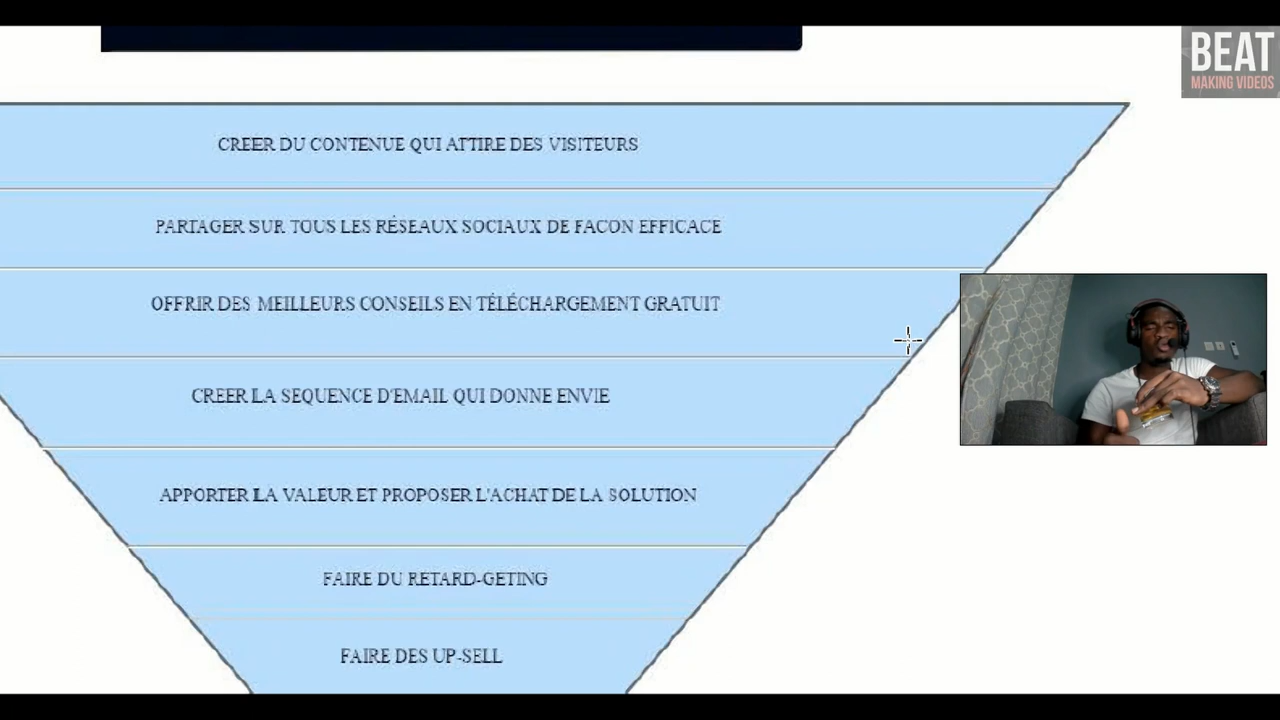 BEAT
MAKING VIDEOS
CREER DU CONTENUE QUI ATTIRE DES VISITEURS
PARTAGER SUR TOUS LES RÉSEAUX SOCIAUX DE FACON EFFICACE
OFFRIR DES MEILLEURS CONSEILS EN TÉLÉCHARGEMENT GRATUIT
CREER LA SEQUENCE D'EMAIL QUI DONNE ENVIE
APPORTER LA VALEUR ET PROPOSER L'ACHAT DE LA SOLUTION
FAIRE DU RETARD-GETING
FAIRE DES UP-SELL